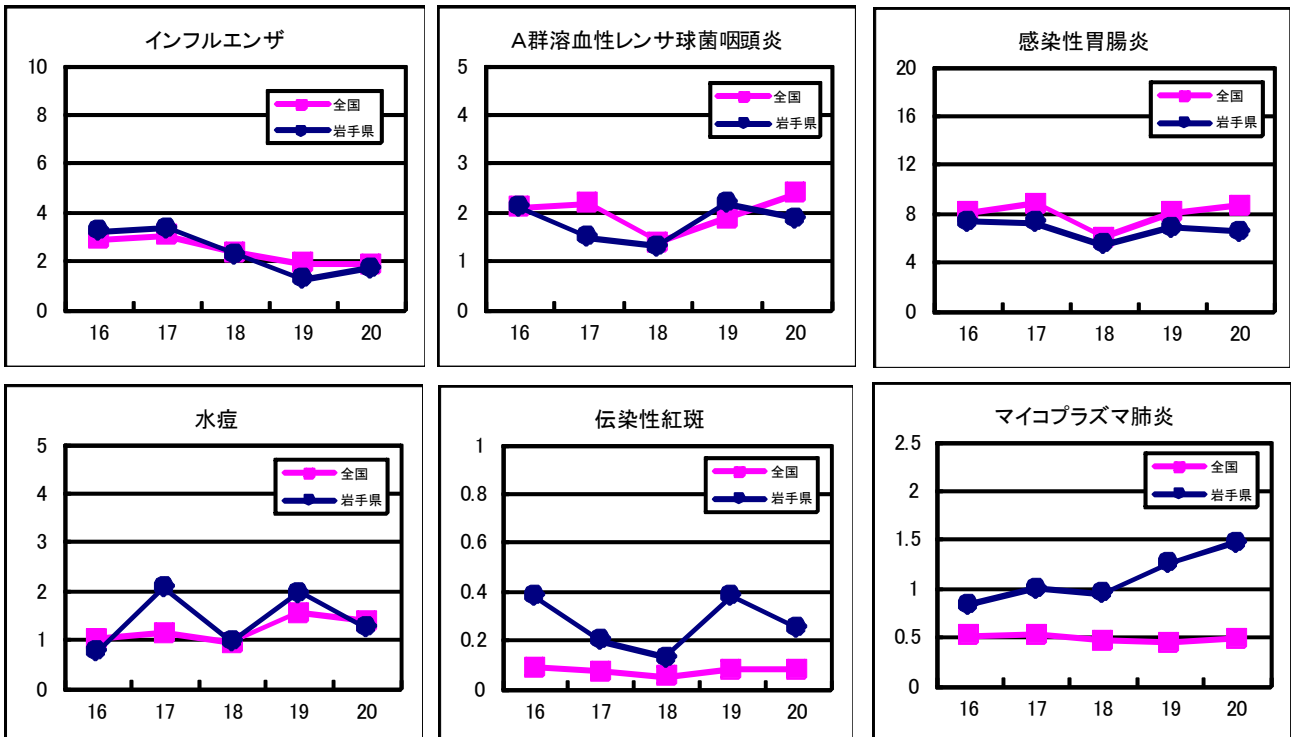 インフルエンザ
10
8
6
4
2
0
16 17 18 19 20
全国
岩手県
A群溶血性レンサ球菌咽頭炎
5
4
3
2
1
0
16 17 18 19 20
全国
岩手県
感染性胃腸炎
20
16
12
8
4
0
16 17 18 19 20
全国
岩手県
水痘
5
4
3
2
1
0
16 17 18 19 20
全国
岩手県
伝染性紅斑
1
0.8
0.6
0.4
0.2
0
16 17 18 19 20
全国
岩手県
マイコプラズマ肺炎
2.5
2
1.5
1
0.5
0
16 17 18 19 20
全国
岩手県